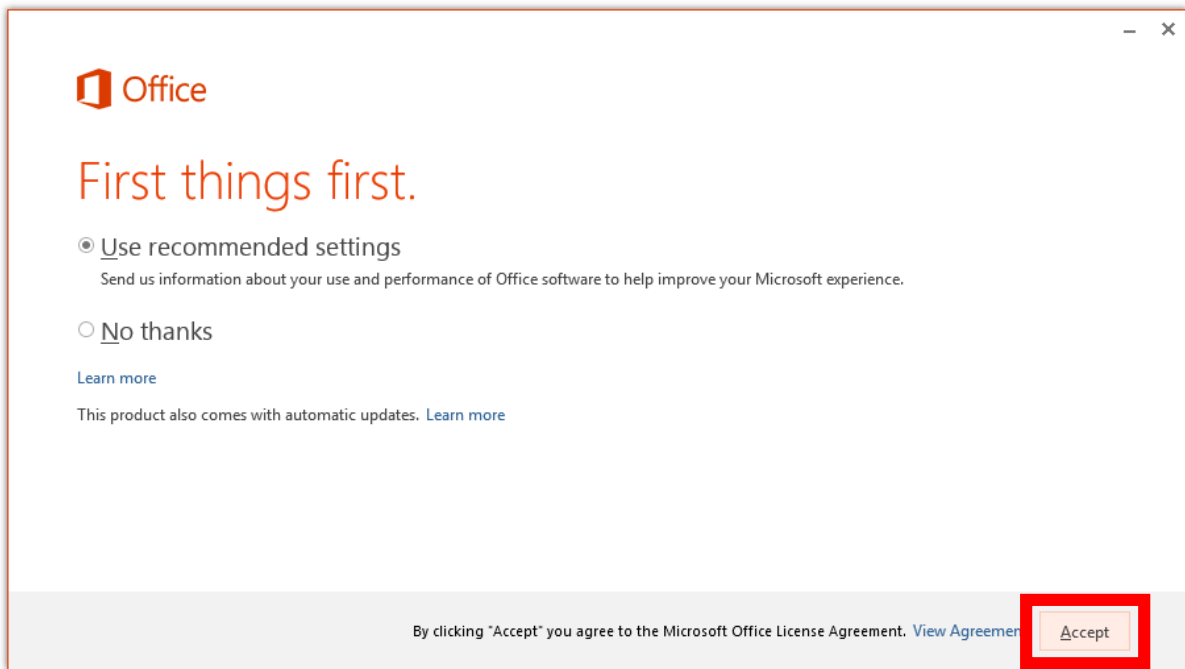 Office
First things first.
Use recommended settings
Send us information about your use and performance of Office software to help improve your Microsoft experience.
No thanks
Learn more
This product also comes with automatic updates. Learn more
By clicking "Accept" you agree to the Microsoft Office License Agreement. View Agreemen
Accept